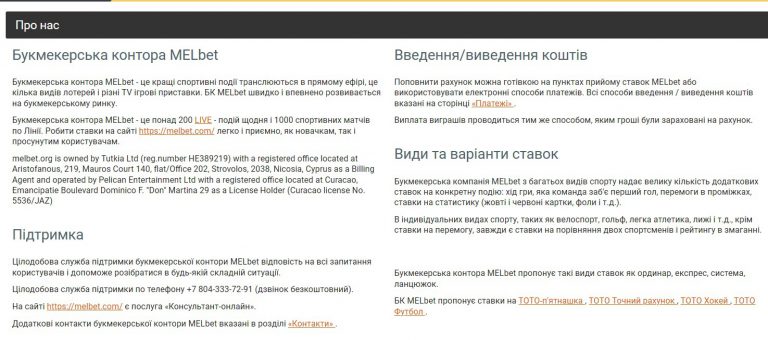 Про нас
Букмекерська контора MELbet
Букмекерська контора MELbet - це кращі спортивні події транслюються в прямому ефірі, це
кілька видів лотерей і різні TV ігрові приставки. БК MELbet швидко і впевнено розвивається
на букмекерському ринку.
Букмекерська контора MELbet - це понад 200 LIVE - подій щодня і 1000 спортивних матчів
по Лінії. Робити ставки на сайті https://melbet.com/ легко і приємно, як новачкам, так і
просунутим користувачам.
melbet.org is owned by Tutkia Ltd (reg.number HE389219) with a registered office located at
Aristofanous, 219, Mauros Court 140, flat/Office 202, Strovolos, 2038, Nicosia, Cyprus as a Billing
Agent and operated by Pelican Entertainment Ltd with a registered office located at Curacao,
Emancipatie Boulevard Dominico F. "Don" Martina 29 as a License Holder (Curacao license No.
5536/JAZ)
Підтримка
Цілодобова служба підтримки букмекерської контори MELbet відповість на всі запитання
користувачів і допоможе розібратися в будь-якій складній ситуації.
Цілодобова служба підтримки по телефону +7 804-333-72-91 (дзвінок безкоштовний).
На сайті https://melbet.com/ є послуга «Консультант-онлайн».
Додаткові контакти букмекерської контори MELbet вказані в розділі «Контакти» .
Введення/виведення коштів
Поповнити рахунок можна готівкою на пунктах прийому ставок MELbet або
використовувати електронні способи платежів. Всі способи введення / виведення коштів
вказані на сторінці «Платежі» .
Виплата виграшів проводиться тим же способом, яким гроші були зараховані на рахунок.
Види та варіанти ставок
Букмекерська компанія MELbet з багатьох видів спорту надає велику кількість додаткових
ставок на конкретну подію: хід гри, яка команда заб'є перший гол, перемоги в проміжках,
ставки на статистику (жовті і червоні картки, фоли і т.д.).
В індивідуальних видах спорту, таких як велоспорт, гольф, легка атлетика, лижі і т.д., крім
ставки на перемогу, завжди є ставки на порівняння двох спортсменів і рейтингу в змаганні.
Букмекерська контора MELbet пропонує такі види ставок як ординар, експрес, система,
ланцюжок.
БК MELbet пропонує ставки на ТОТО-п'ятнашка , ТОТО Точний рахунок , ТОТО Хокей , ТОТО
Футбол .